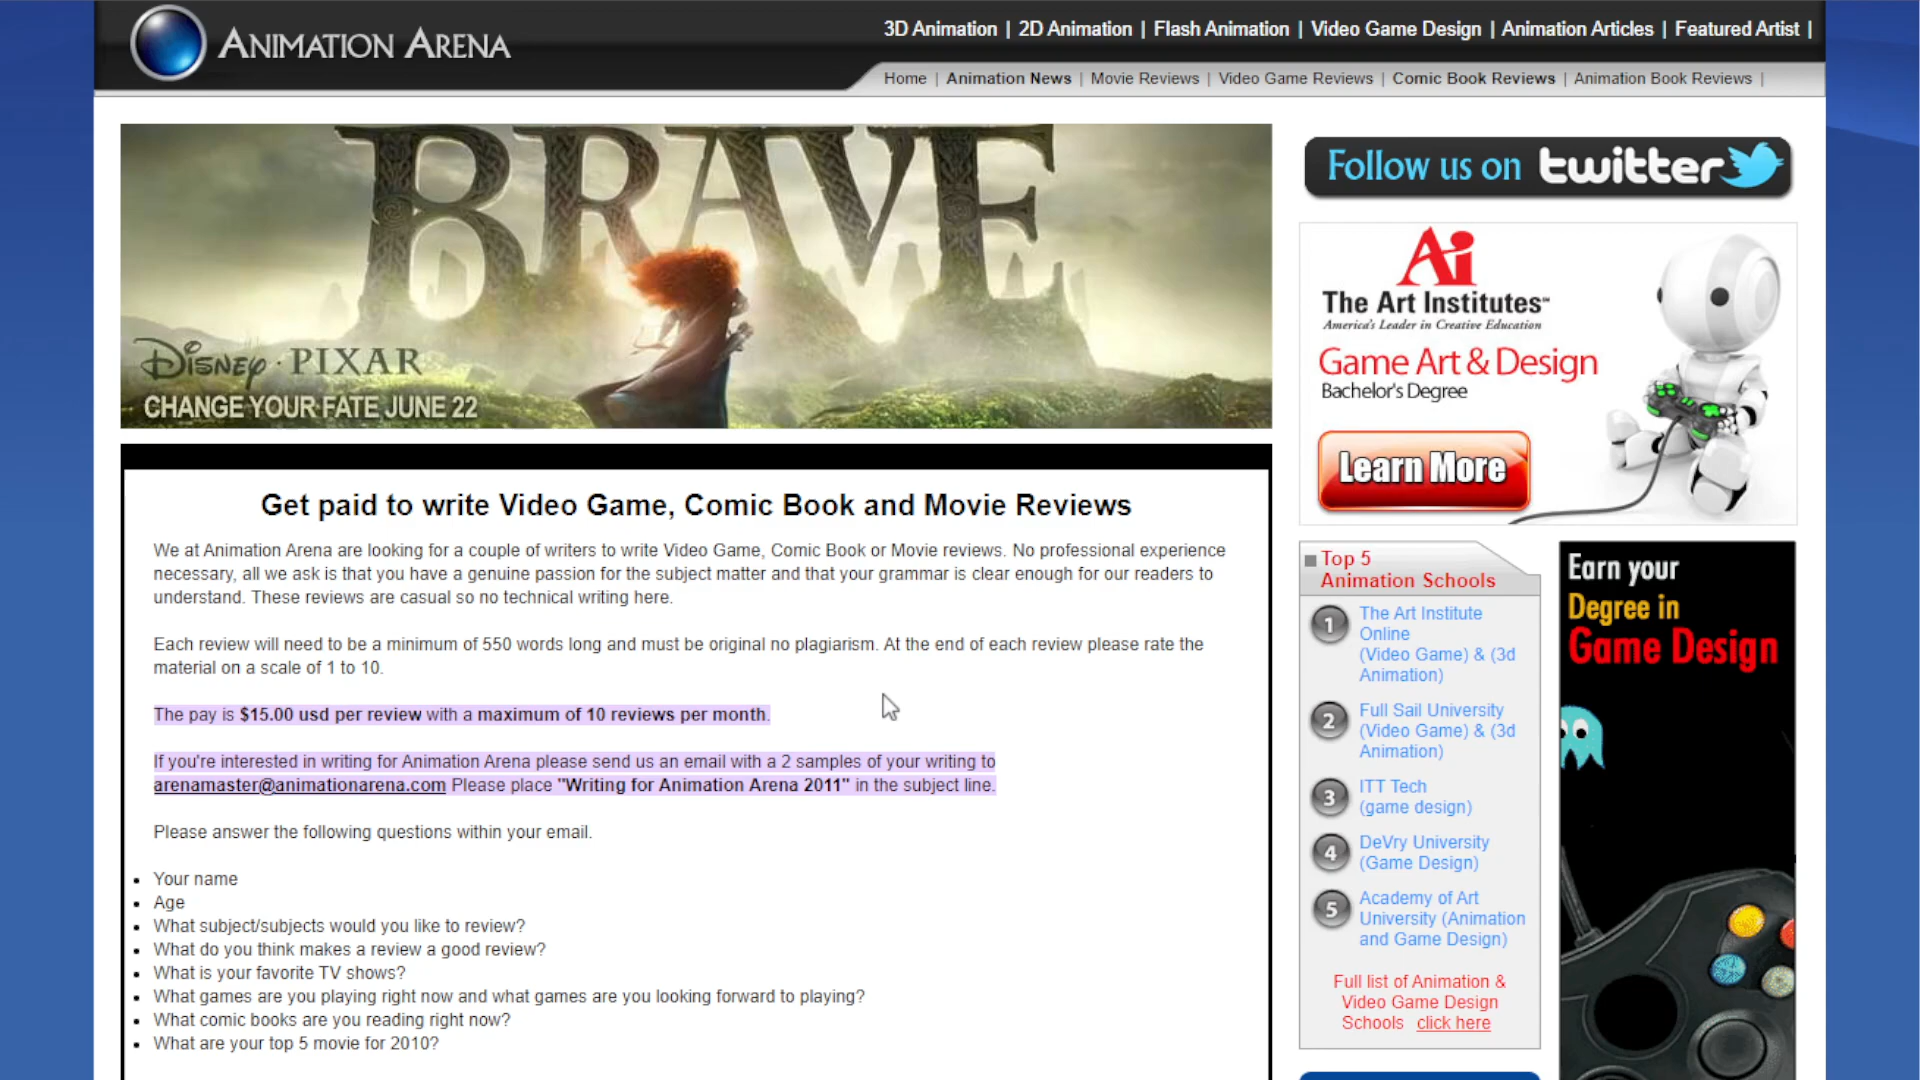 ANIMATION ARENA
3D Animation | 2D Animation | Flash Animation | Video Game Design | Animation Articles | Featured Artist |
Home | Animation News | Movie Reviews | Video Game Reviews | Comic Book Reviews | Animation Book Reviews |
BRAVE
DISNEY · PIXAR
CHANGE YOUR FATE JUNE 22
Follow us on twitter
Ai
The Art Institutes℠
America's Leader in Creative Education
Game Art & Design
Bachelor's Degree
Learn More
Get paid to write Video Game, Comic Book and Movie Reviews
We at Animation Arena are looking for a couple of writers to write Video Game, Comic Book or Movie reviews. No professional experience
necessary, all we ask is that you have a genuine passion for the subject matter and that your grammar is clear enough for our readers to
understand. These reviews are casual so no technical writing here.
Each review will need to be a minimum of 550 words long and must be original no plagiarism. At the end of each review please rate the
material on a scale of 1 to 10.
The pay is $15.00 usd per review with a maximum of 10 reviews per month.
If you're interested in writing for Animation Arena please send us an email with a 2 samples of your writing to
arenamaster@animationarena.com Please place "Writing for Animation Arena 2011" in the subject line.
Please answer the following questions within your email.
• Your name
• Age
• What subject/subjects would you like to review?
• What do you think makes a review a good review?
• What is your favorite TV shows?
• What games are you playing right now and what games are you looking forward to playing?
• What comic books are you reading right now?
• What are your top 5 movie for 2010?
Top 5
Animation Schools
1 The Art Institute
Online
(Video Game) & (3d
Animation)
2 Full Sail University
(Video Game) & (3d
Animation)
3 ITT Tech
(game design)
4 DeVry University
(Game Design)
5 Academy of Art
University (Animation
and Game Design)
Full list of Animation &
Video Game Design
Schools click here
Earn your
Degree in
Game Design